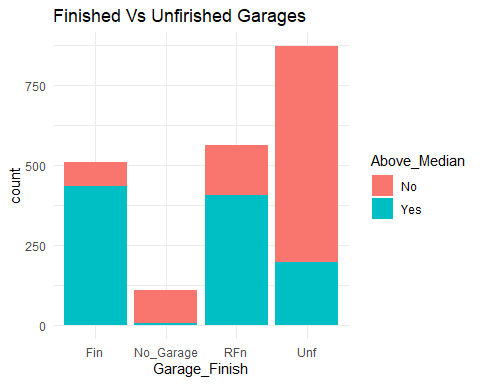 Finished Vs Unfirished Garages
count
750
500
250
0
Fin No_Garage RFn Unf
Garage_Finish
Above_Median
No
Yes